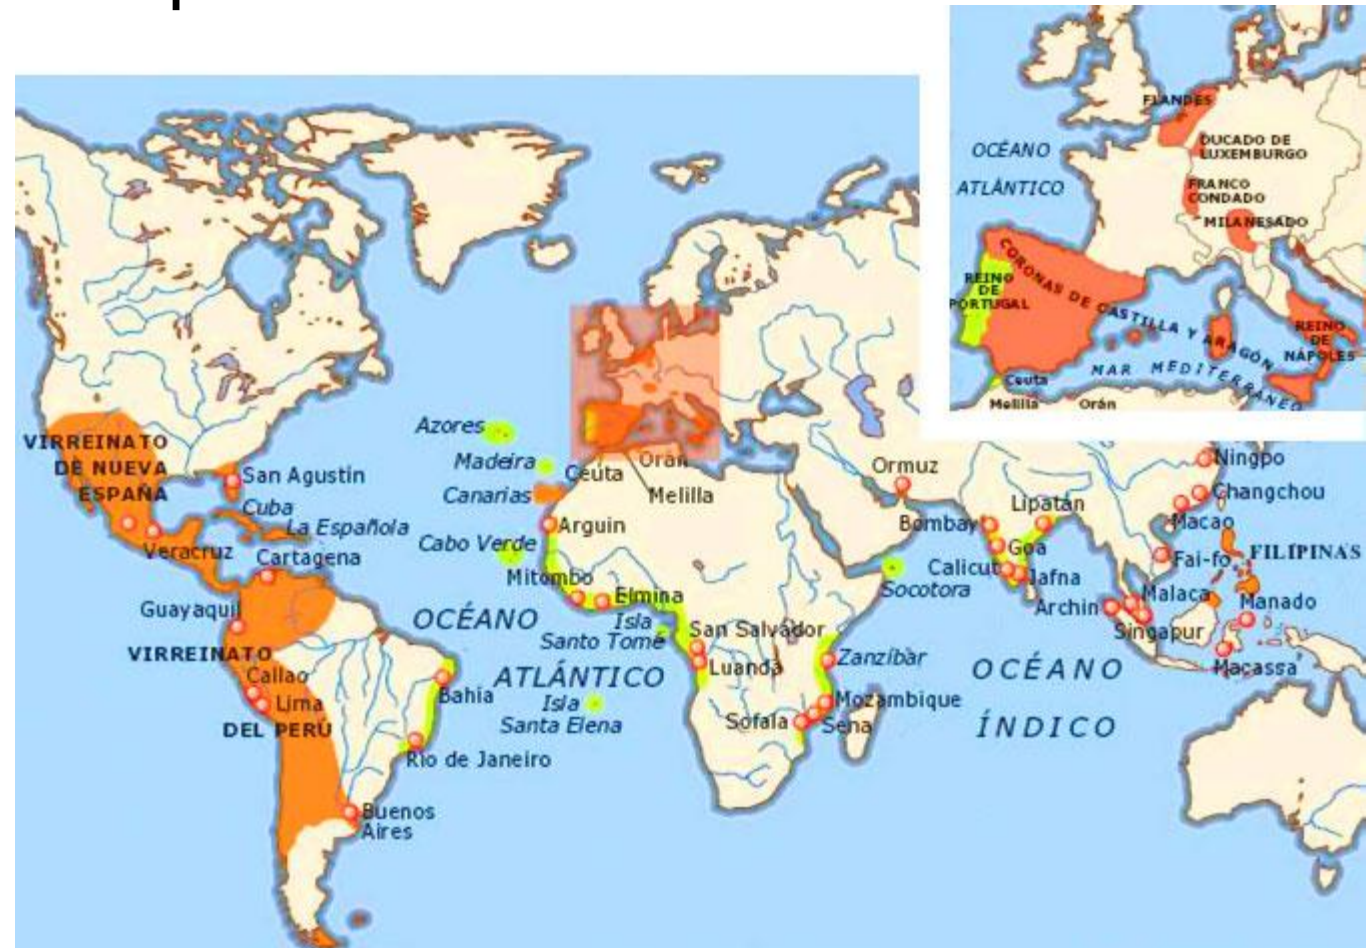 FLANDES
DUCADO DE
LUXEMBURGO
FRANCO
CONDADO
MILANESADO
OCÉANO
ATLÁNTICO
REINO
DE
PORTUGAL
CORONAS DE CASTILLA Y ARAGÓN
REINO
DE
NÁPOLES
MAR MEDITERRÁNEO
Ceuta
Melilla
Orán
VIRREINATO
DE NUEVA
ESPAÑA
San Agustín
Cuba
La Española
Veracruz
Cartagena
Guayaquil
VIRREINATO
Callao
Lima
DEL PERÚ
Bahía
Río de Janeiro
Buenos
Aires
Azores
Madeira
Canarias
Ceúta
Orán
Melilla
Arguin
Cabo Verde
Mitombo
Elmina
OCÉANO
ATLÁNTICO
Isla
Santo Tomé
San Salvador
Luanda
Isla
Santa Elena
Zanzíbar
Mozambique
Sofala
Sena
Ormuz
Socotora
Bombay
Lipatán
Goa
Calicut
Jafna
OCÉANO
ÍNDICO
Ningpo
Changchou
Macao
Fai-fo
FILIPINAS
Malaca
Archin
Singapur
Manado
Macassa